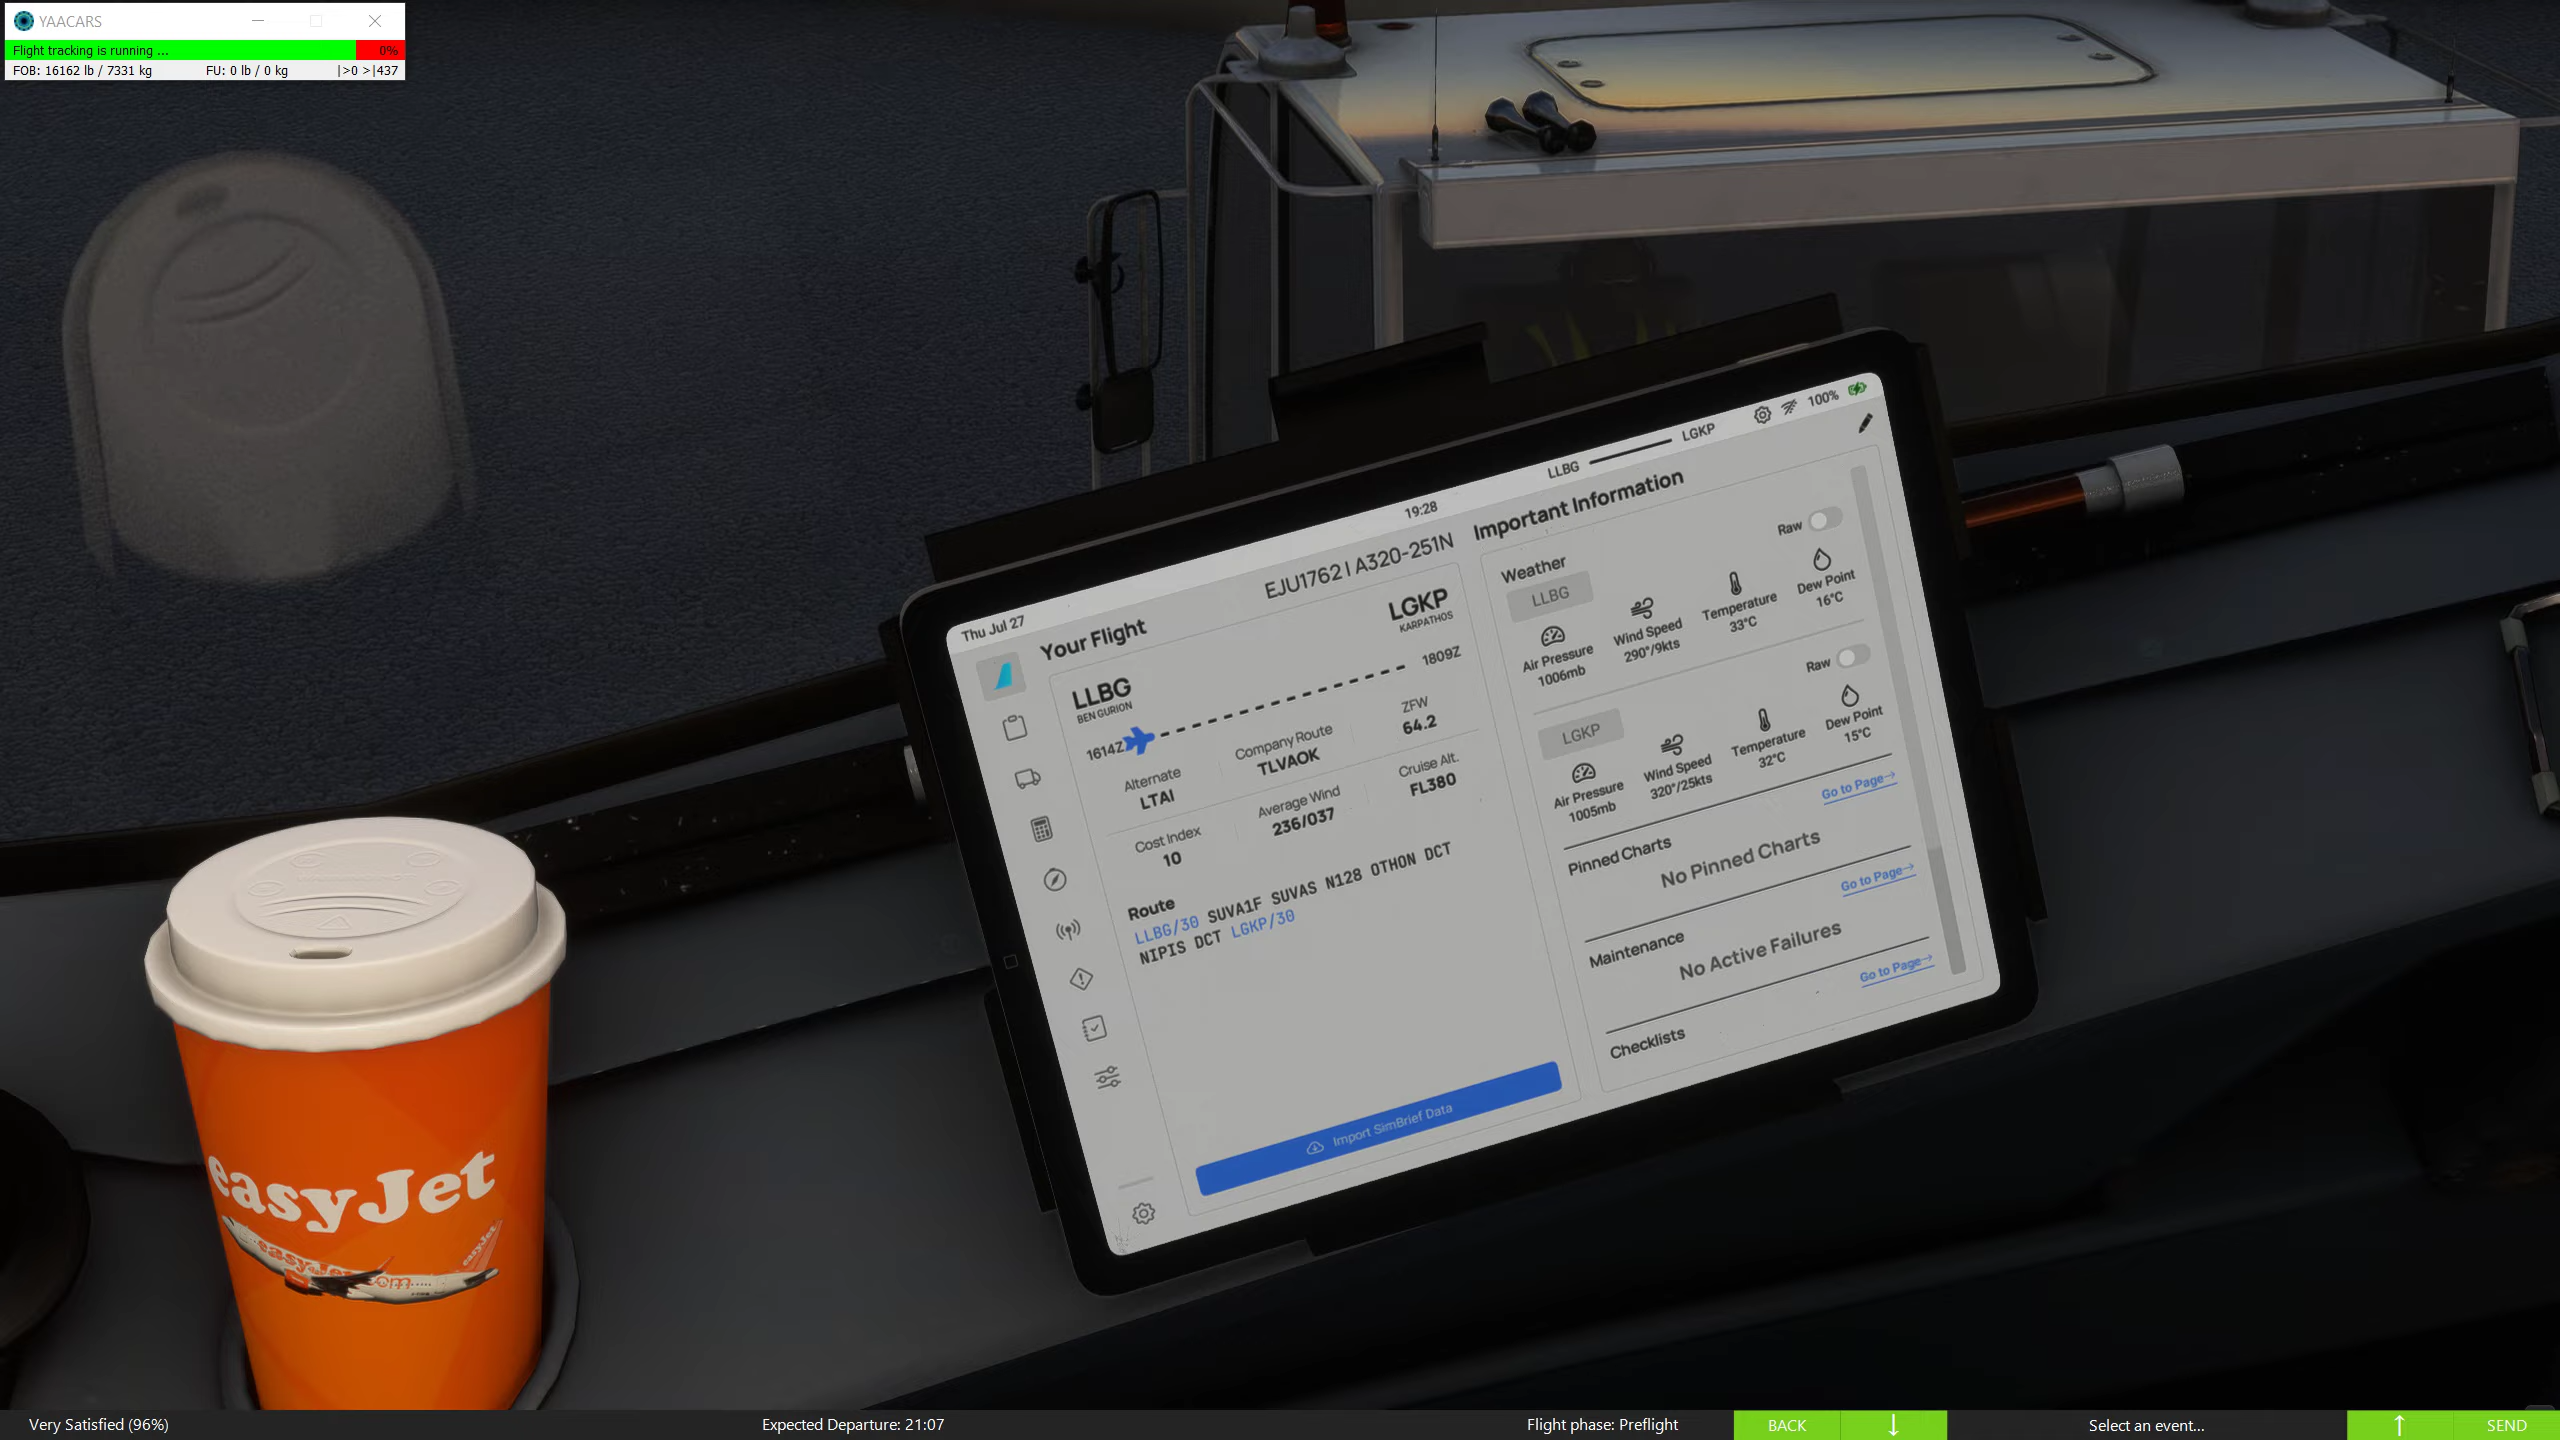 YAACARS
Flight tracking is running ...
0%
FOB: 16162 lb / 7331 kg
FU: 0 lb / 0 kg
|>0 >|437
Thu Jul 27
19:28
LLBG
LGKP
100%
Your Flight
EJU1762 | A320-251N
LLBG
BEN GURION
LGKP
KARPATHOS
1614Z
1809Z
Alternate
LTAI
Company Route
TLVAOK
ZFW
64.2
Cost Index
10
Average Wind
236/037
Cruise Alt.
FL380
Route
LLBG/30 SUVA1F SUVAS N128 OTHON DCT
NIPIS DCT LGKP/30
Import SimBrief Data
Important Information
Weather
Raw
LLBG
Air Pressure
1006mb
Wind Speed
290°/9kts
Temperature
33°C
Dew Point
16°C
Raw
LGKP
Air Pressure
1005mb
Wind Speed
320°/25kts
Temperature
32°C
Dew Point
15°C
Go to Page
Pinned Charts
No Pinned Charts
Go to Page
Maintenance
No Active Failures
Go to Page
Checklists
easyJet
easyJet.com
easyJet
Very Satisfied (96%)
Expected Departure: 21:07
Flight phase: Preflight
BACK
Select an event...
SEND